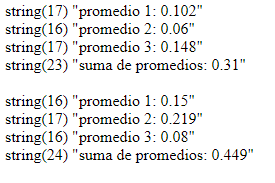 string(17) "promedio 1: 0.102"
string(16) "promedio 2: 0.06"
string(17) "promedio 3: 0.148"
string(23) "suma de promedios: 0.31"

string(16) "promedio 1: 0.15"
string(17) "promedio 2: 0.219"
string(16) "promedio 3: 0.08"
string(24) "suma de promedios: 0.449"